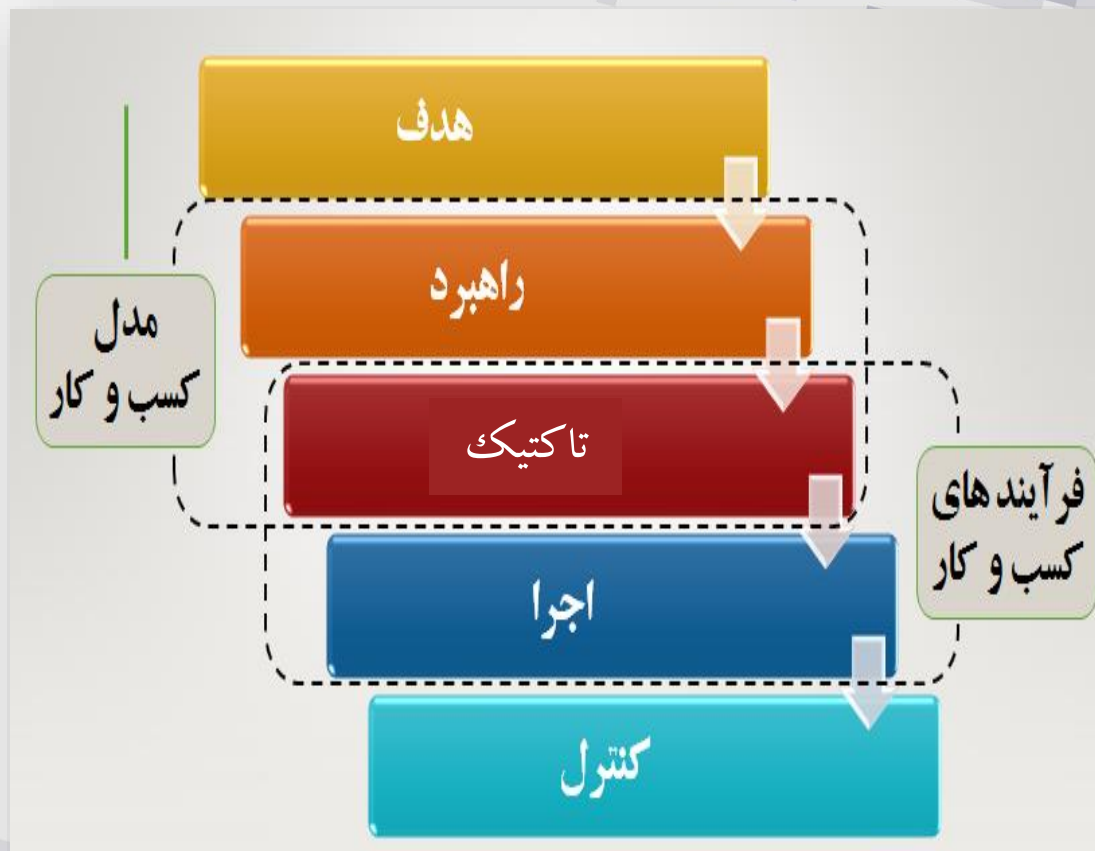 هدف
راهبرد
مدل
کسب و کار
تاکتیک
فرآیندهای
کسب و کار
اجرا
کنترل